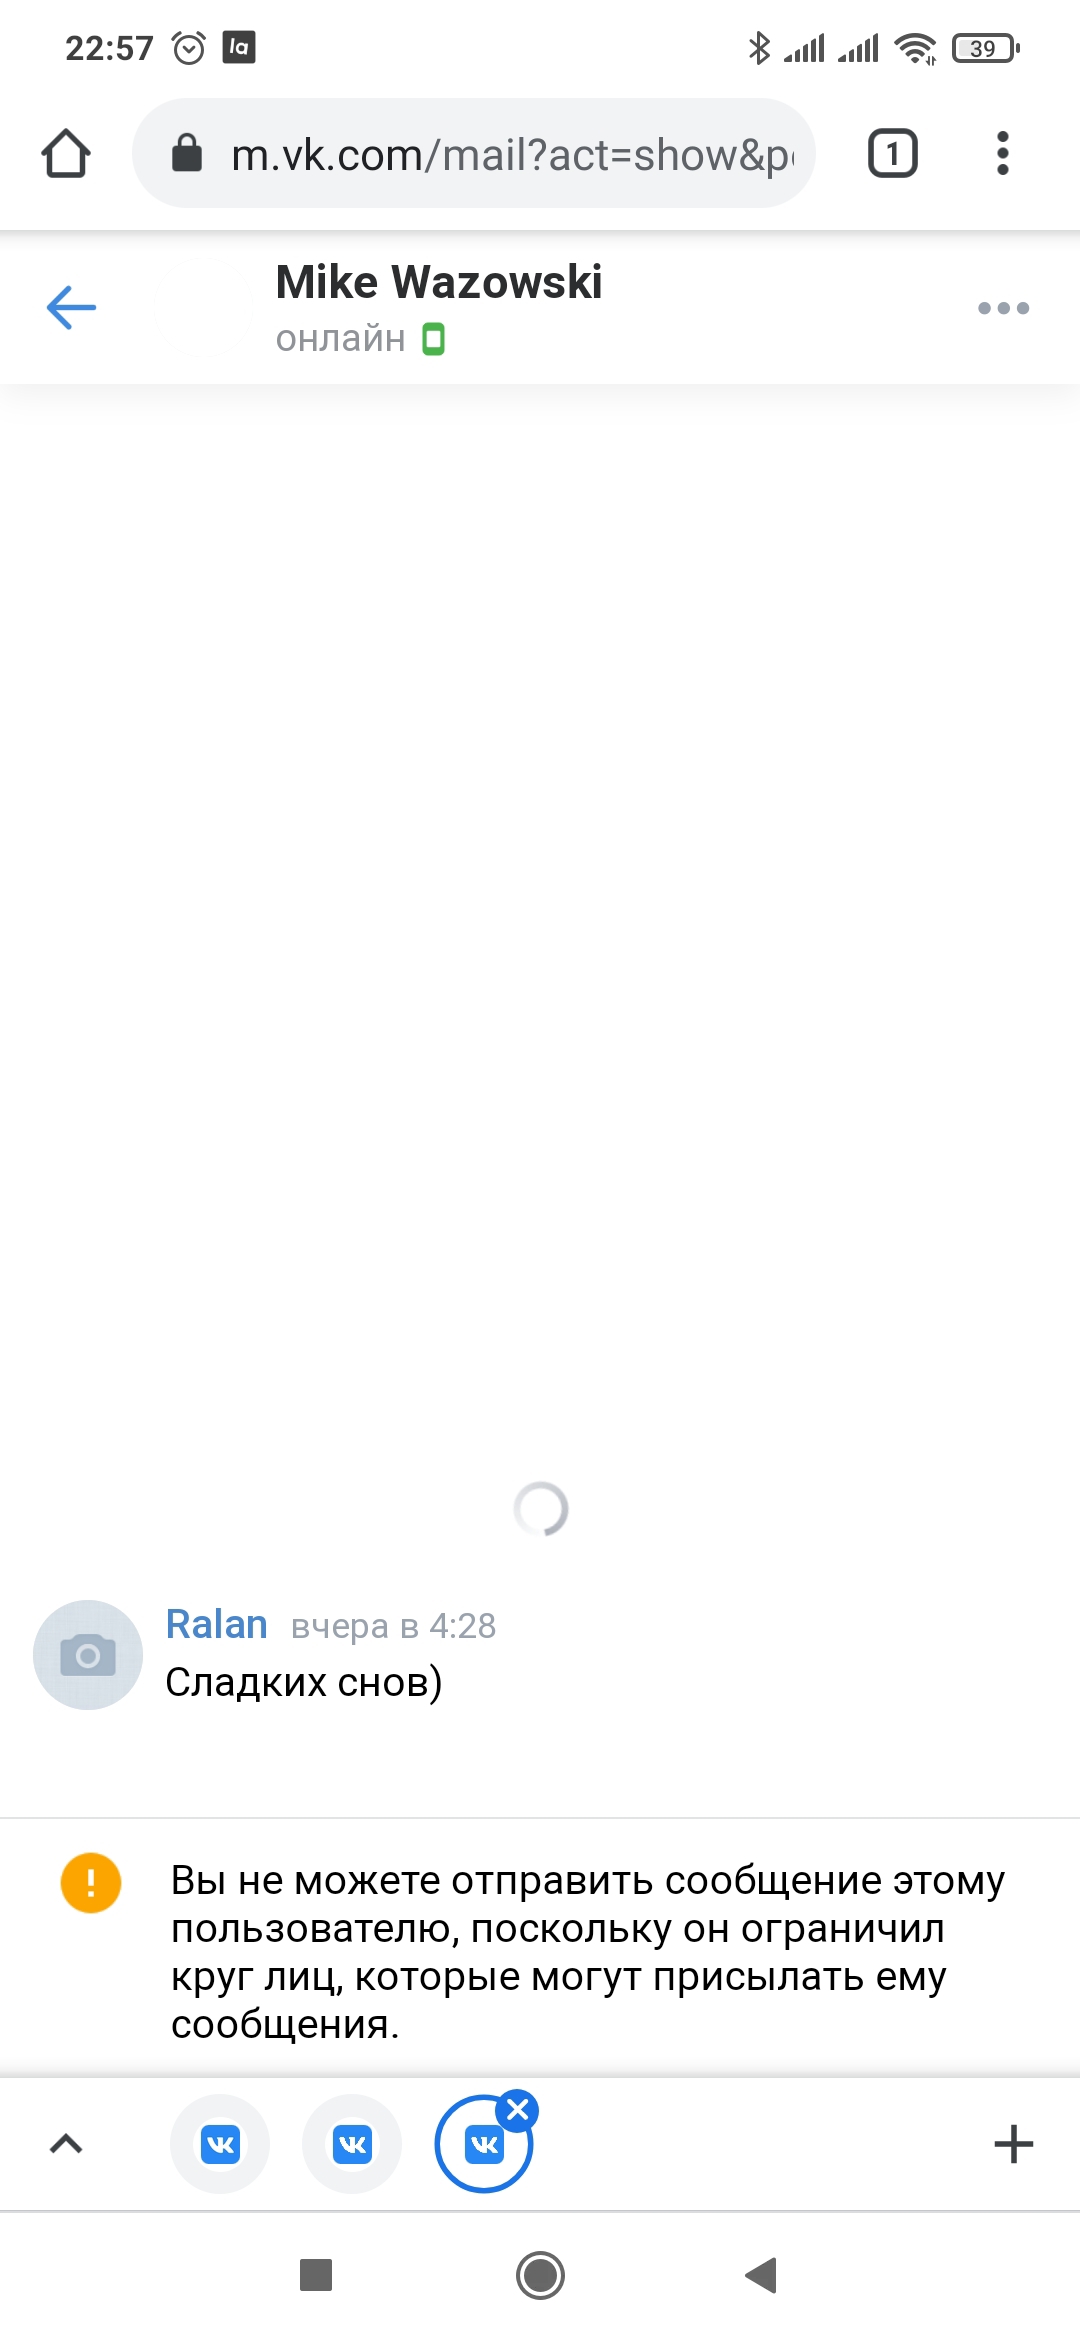 22:57 la 39
m.vk.com/mail?act=show&p
1
Mike Wazowski
онлайн
Ralan вчера в 4:28
Сладких снов)
Вы не можете отправить сообщение этому
пользователю, поскольку он ограничил
круг лиц, которые могут присылать ему
сообщения.